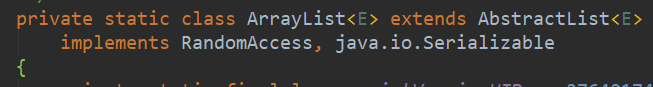 private static class ArrayList<E> extends AbstractList<E>
implements RandomAccess, java.io.Serializable
{